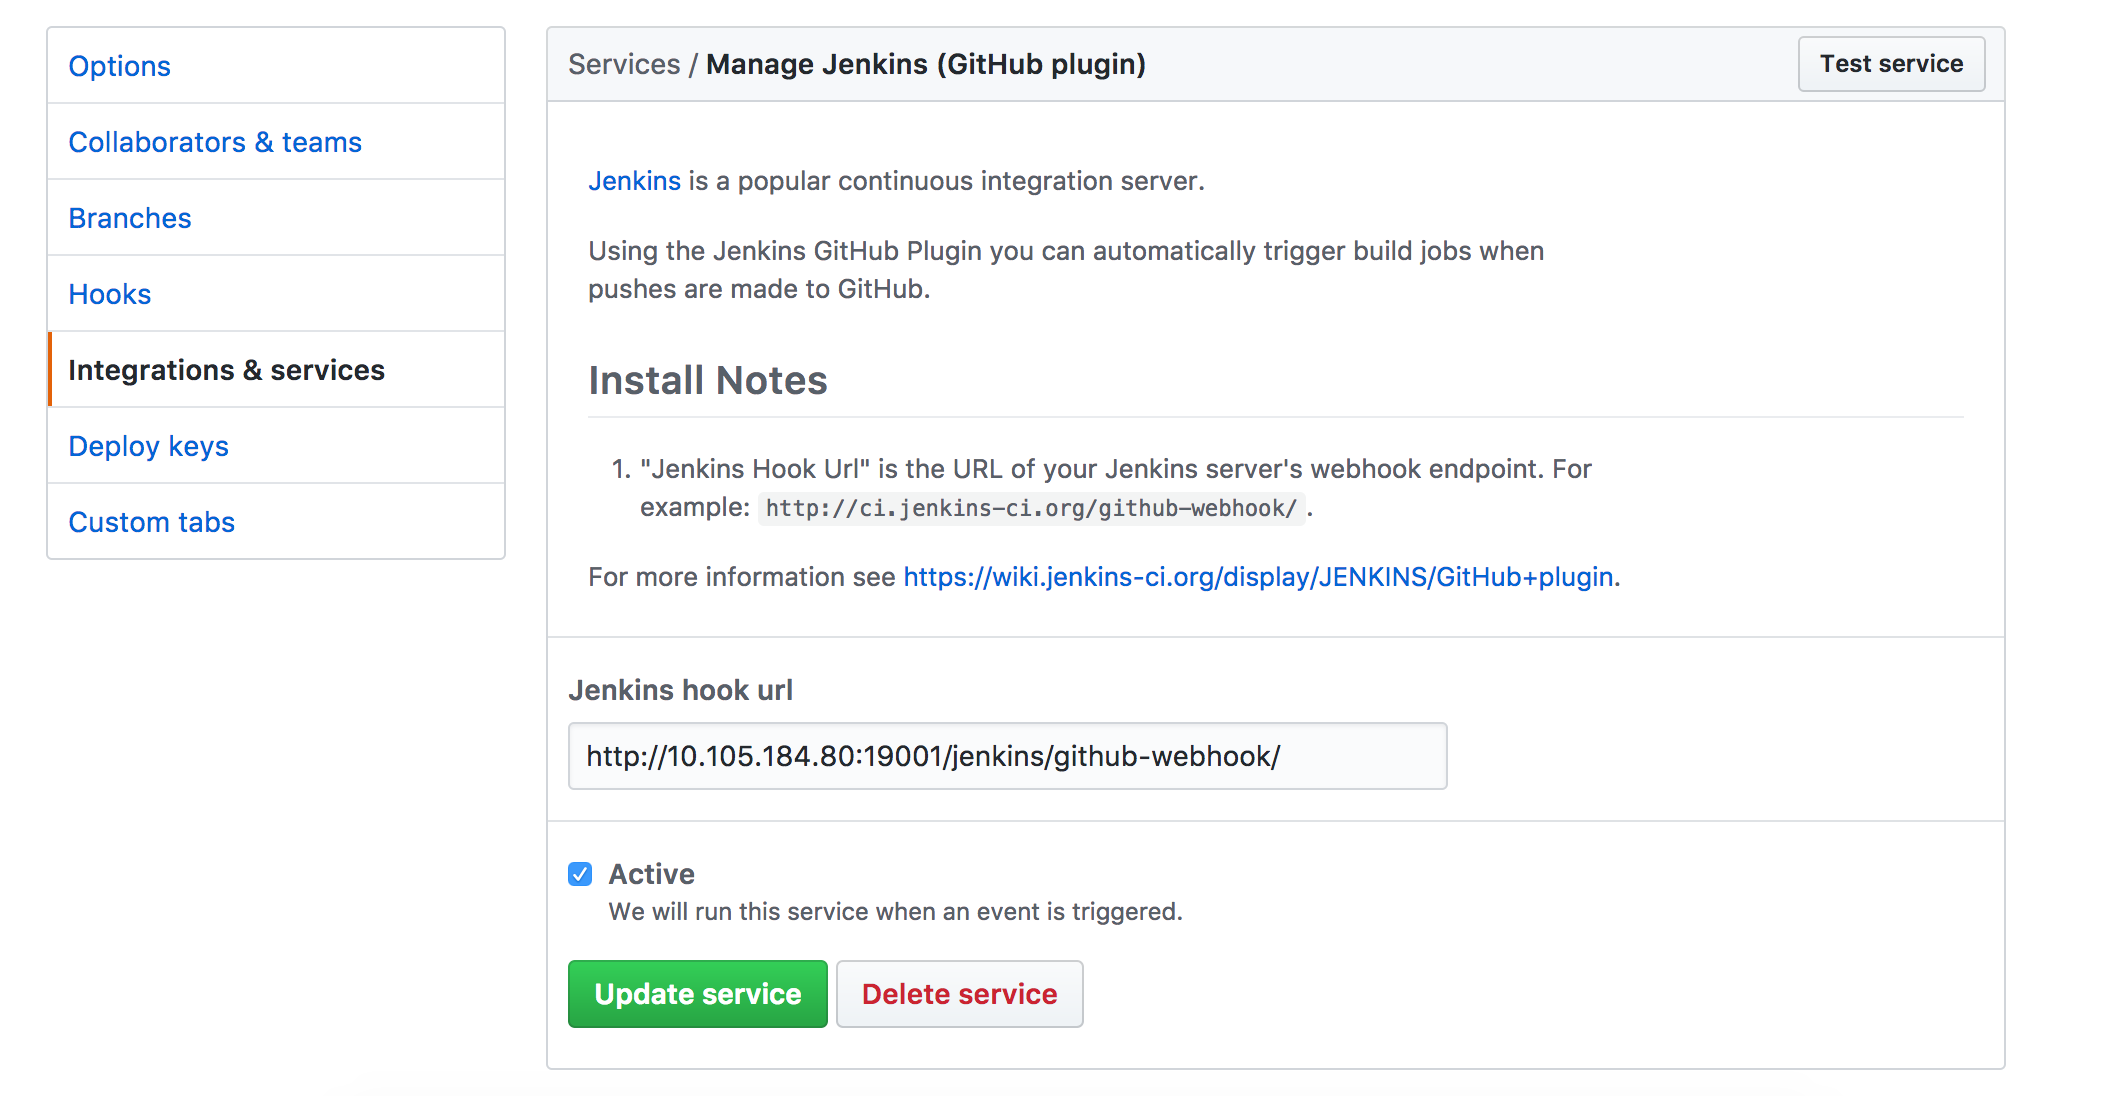 Options
Collaborators & teams
Branches
Hooks
Integrations & services
Deploy keys
Custom tabs
Services / Manage Jenkins (GitHub plugin)
Test service
Jenkins is a popular continuous integration server.
Using the Jenkins GitHub Plugin you can automatically trigger build jobs when
pushes are made to GitHub.
Install Notes
1. "Jenkins Hook Url" is the URL of your Jenkins server's webhook endpoint. For
example: http://ci.jenkins-ci.org/github-webhook/ .
For more information see https://wiki.jenkins-ci.org/display/JENKINS/GitHub+plugin.
Jenkins hook url
http://10.105.184.80:19001/jenkins/github-webhook/
Active
We will run this service when an event is triggered.
Update service
Delete service